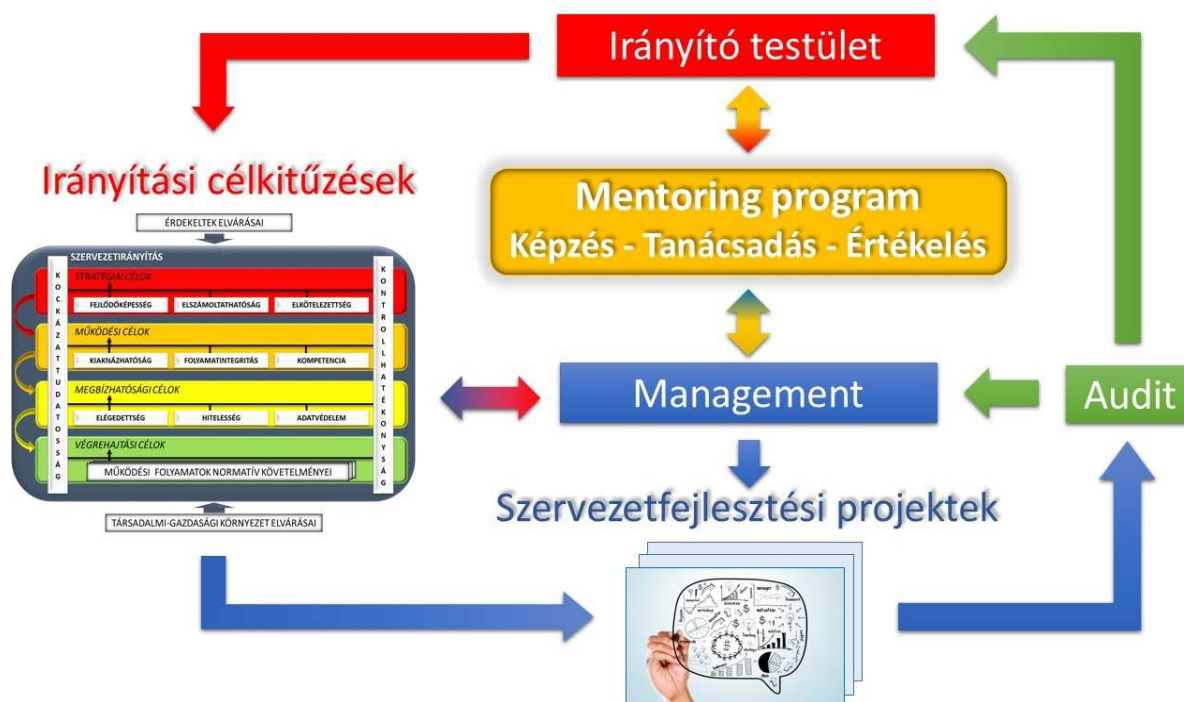 Irányító testület
Irányítási célkitűzések
ÉRDEKELTEK ELVÁRÁSAI
SZERVEZETIRÁNYÍTÁS
KOCKÁZATTUDATOSSÁG
STRATÉGIAI CÉLOK
FEJLŐDŐKÉPESSÉG
ELSZÁMOLTATHATÓSÁG
ELKÖTELEZETTSÉG
MŰKÖDÉSI CÉLOK
KIAKNÁZHATÓSÁG
FOLYAMATINTEGRITÁS
KOMPETENCIA
MEGBÍZHATÓSÁGI CÉLOK
ELÉGEDETTSÉG
HITELESSÉG
ADATVÉDELEM
VÉGREHAJTÁSI CÉLOK
MŰKÖDÉSI FOLYAMATOK NORMATÍV KÖVETELMÉNYEI
KONTROLLHATÉKONYSÁG
TÁRSADALMI-GAZDASÁGI KÖRNYEZET ELVÁRÁSAI
Mentoring program
Képzés - Tanácsadás - Értékelés
Management
Audit
Szervezetfejlesztési projektek